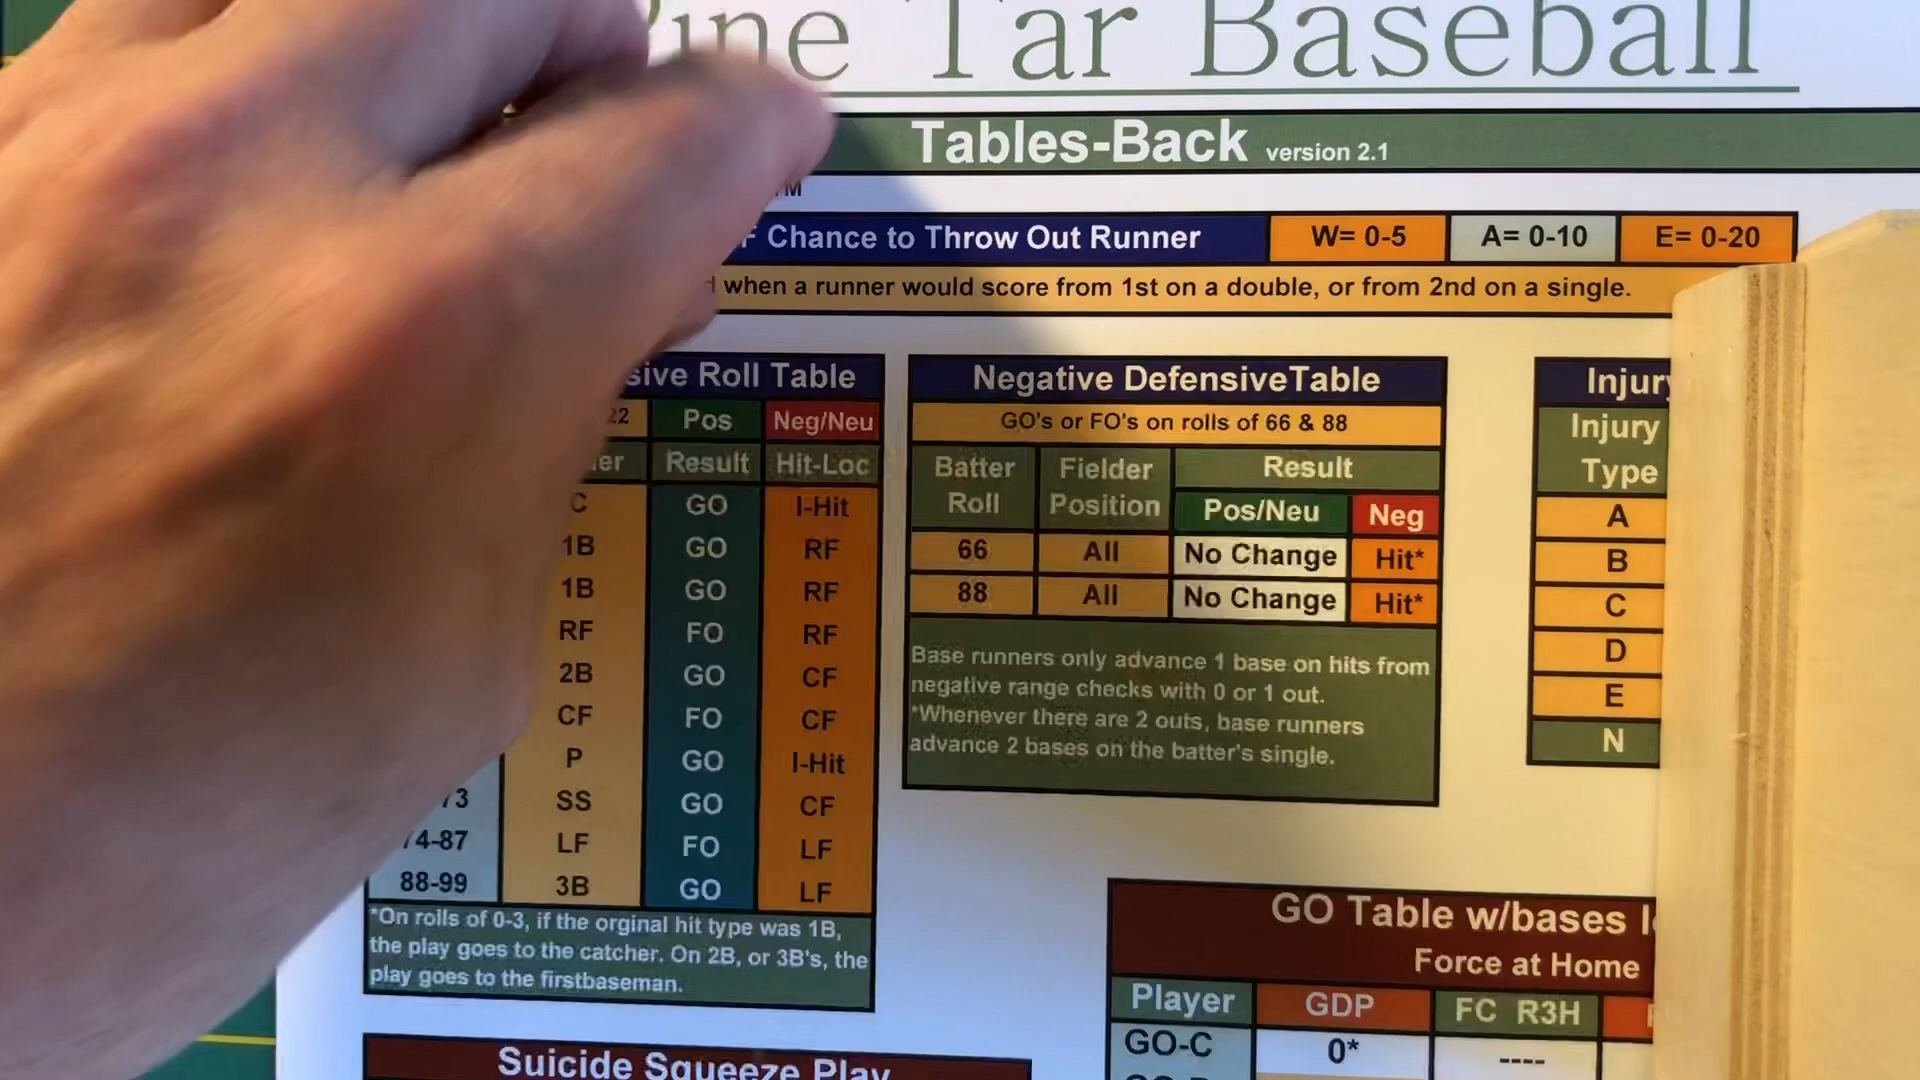 Pine Tar Baseball
Tables-Back version 2.1
TM
Chance to Throw Out Runner W= 0-5 A= 0-10 E= 0-20
when a runner would score from 1st on a double, or from 2nd on a single.
Roll Table
22 Pos Neg/Neu
Result Hit-Loc
C GO I-Hit
1B GO RF
1B GO RF
RF FO RF
2B GO CF
CF FO CF
P GO I-Hit
SS GO CF
74-87 LF FO LF
88-99 3B GO LF
*On rolls of 0-3, if the orginal hit type was 1B,
the play goes to the catcher. On 2B, or 3B's, the
play goes to the firstbaseman.
Negative DefensiveTable
GO's or FO's on rolls of 66 & 88
Batter Fielder Result
Roll Position Pos/Neu Neg
66 All No Change Hit*
88 All No Change Hit*
Base runners only advance 1 base on hits from
negative range checks with 0 or 1 out.
*Whenever there are 2 outs, base runners
advance 2 bases on the batter's single.
Injury
Injury
Type
A
B
C
D
E
N
GO Table w/bases
Force at Home
Player GDP FC R3H
GO-C 0* ----
Suicide Squeeze Play